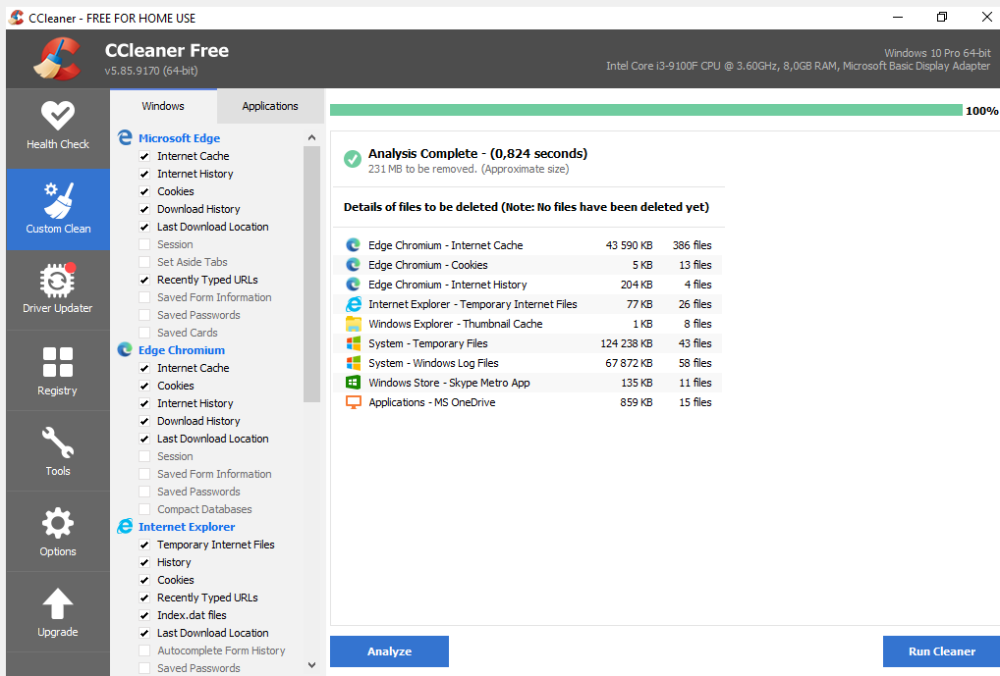 CCleaner - FREE FOR HOME USE
CCleaner Free
v5.85.9170 (64-bit)
Windows 10 Pro 64-bit
Intel Core i3-9100F CPU @ 3.60GHz, 8,0GB RAM, Microsoft Basic Display Adapter
Health Check
Custom Clean
Driver Updater
Registry
Tools
Options
Upgrade
Windows
Applications
Microsoft Edge
Internet Cache
Internet History
Cookies
Download History
Last Download Location
Session
Set Aside Tabs
Recently Typed URLs
Saved Form Information
Saved Passwords
Saved Cards
Edge Chromium
Internet Cache
Cookies
Internet History
Download History
Last Download Location
Session
Saved Form Information
Saved Passwords
Compact Databases
Internet Explorer
Temporary Internet Files
History
Cookies
Recently Typed URLs
Index.dat files
Last Download Location
Autocomplete Form History
Saved Passwords
100%
Analysis Complete - (0,824 seconds)
231 MB to be removed. (Approximate size)
Details of files to be deleted (Note: No files have been deleted yet)
Edge Chromium - Internet Cache 43 590 KB 386 files
Edge Chromium - Cookies 5 KB 13 files
Edge Chromium - Internet History 204 KB 4 files
Internet Explorer - Temporary Internet Files 77 KB 26 files
Windows Explorer - Thumbnail Cache 1 KB 8 files
System - Temporary Files 124 238 KB 43 files
System - Windows Log Files 67 872 KB 58 files
Windows Store - Skype Metro App 135 KB 11 files
Applications - MS OneDrive 859 KB 15 files
Analyze
Run Cleaner